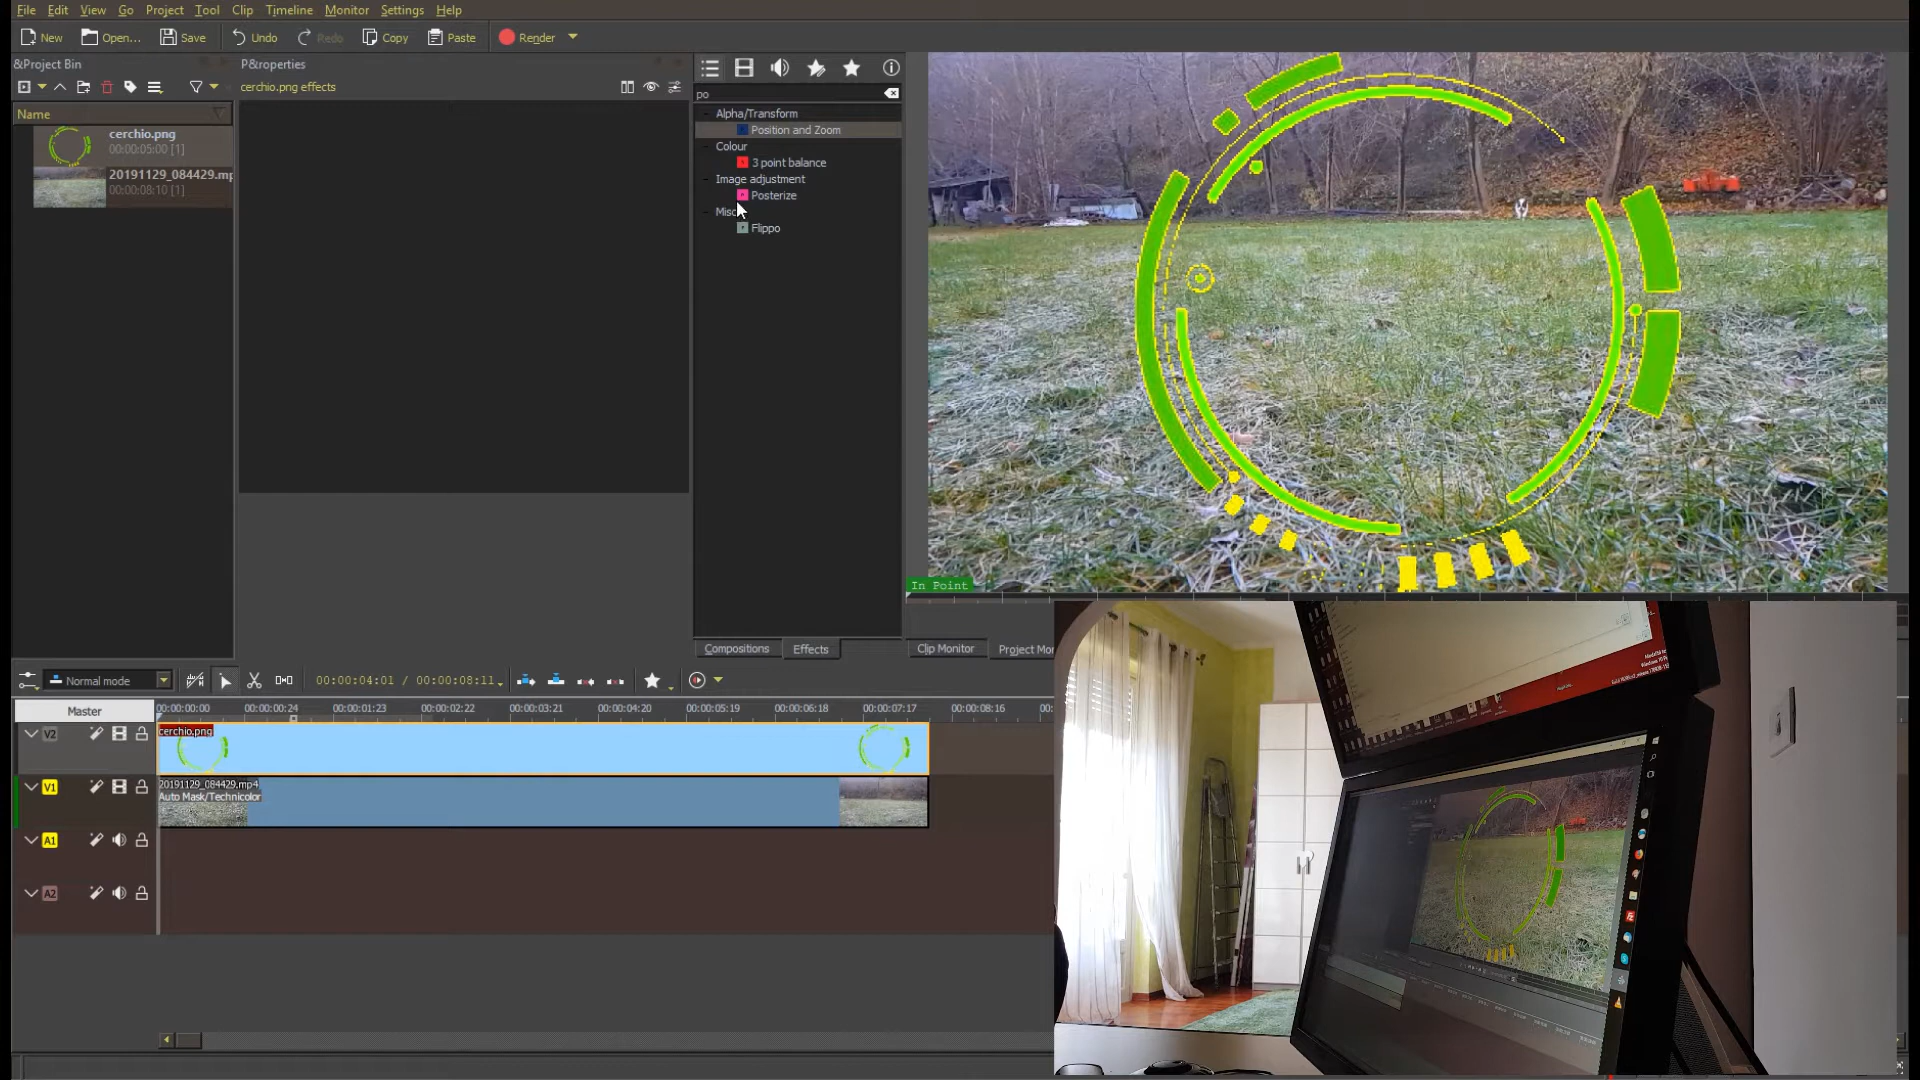 File Edit View Go Project Tool Clip Timeline Monitor Settings Help
New Open... Save Undo Redo Copy Paste Render
&Project Bin
P&roperties
cerchio.png effects
Name
cerchio.png
00:00:05:00 [1]
20191129_084429.mp
00:00:08:10 [1]
po
Alpha/Transform
Position and Zoom
Colour
3 point balance
Image adjustment
Posterize
Misc
Flippo
In Point
Compositions Effects
Clip Monitor Project Mon
Normal mode
00:00:04:01 / 00:00:08:11
Master
00:00:00:00 00:00:00:24 00:00:01:23 00:00:02:22 00:00:03:21 00:00:04:20 00:00:05:19 00:00:06:18 00:00:07:17 00:00:08:16 00:
V2
cerchio.png
V1
20191129_084429.mp4
Auto Mask/Technicolor
A1
A2